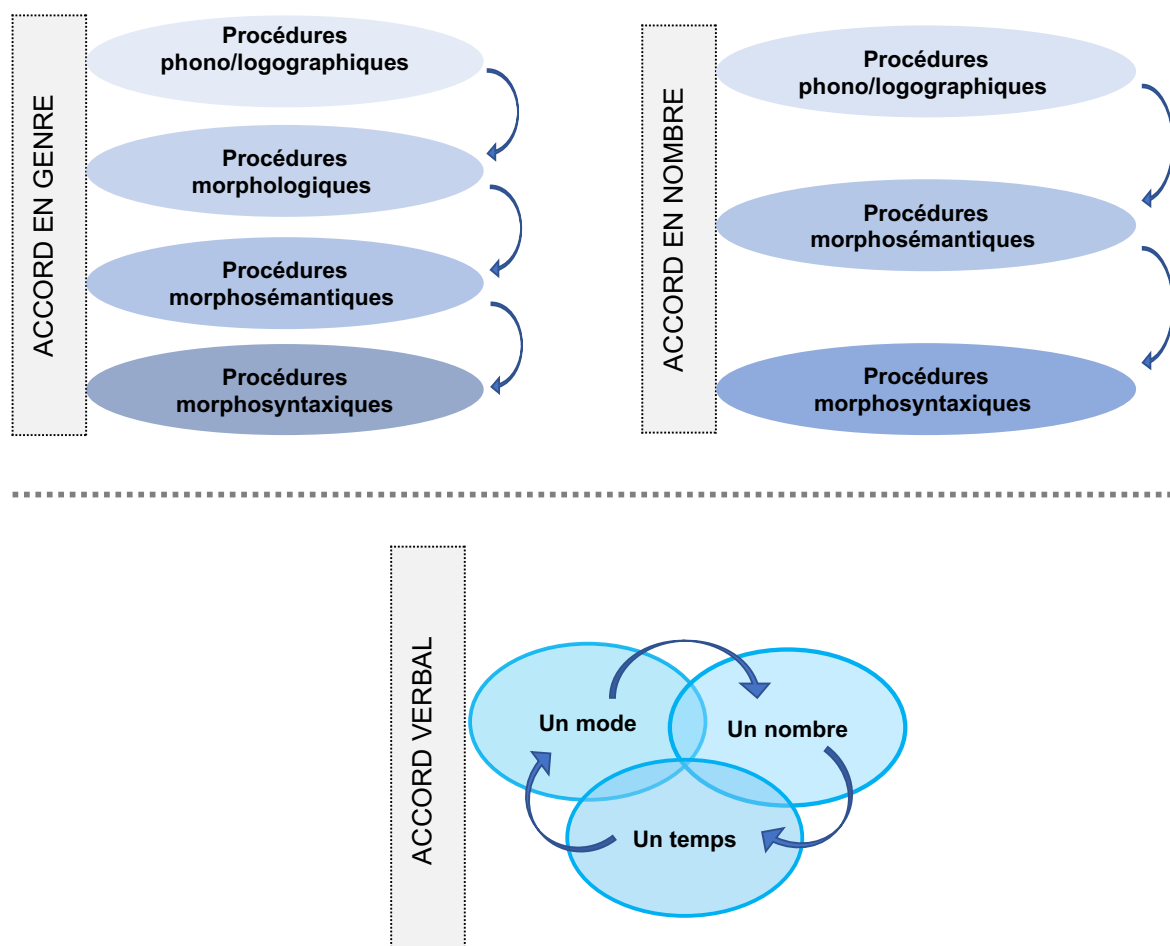 ACCORD EN GENRE
Procédures
phono/logographiques
Procédures
morphologiques
Procédures
morphosémantiques
Procédures
morphosyntaxiques
ACCORD EN NOMBRE
Procédures
phono/logographiques
Procédures
morphosémantiques
Procédures
morphosyntaxiques
ACCORD VERBAL
Un mode
Un nombre
Un temps